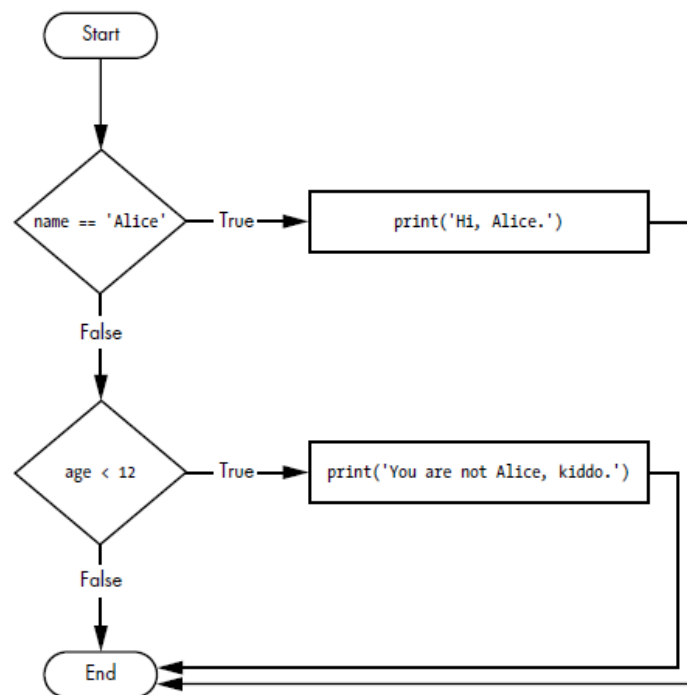 Start
name == 'Alice'
True
print('Hi, Alice.')
False
age < 12
True
print('You are not Alice, kiddo.')
False
End